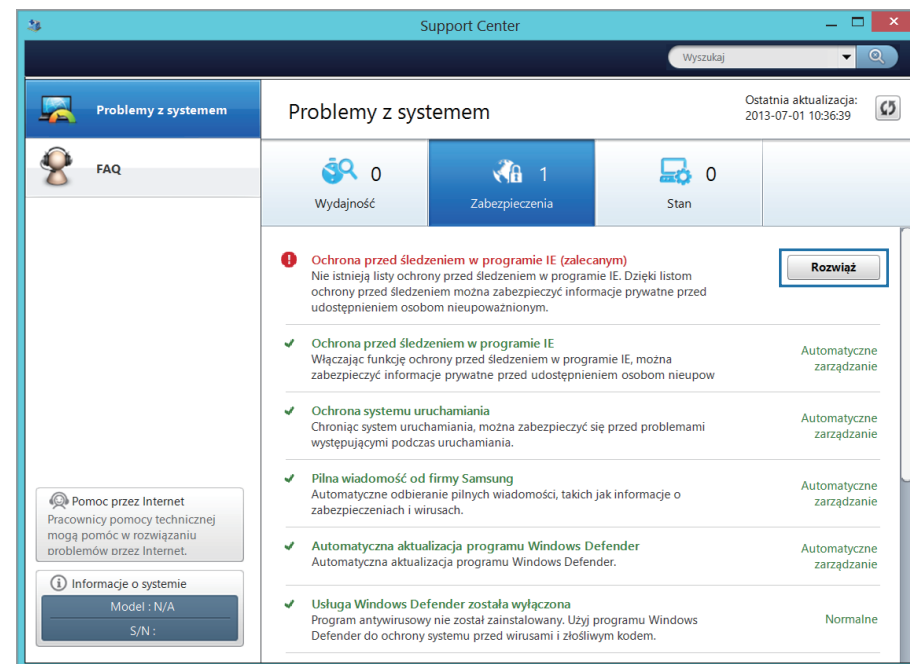 Support Center
Wyszukaj
Problemy z systemem
FAQ
Pomoc przez Internet
Pracownicy pomocy technicznej
mogą pomóc w rozwiązaniu
problemów przez Internet.
Informacje o systemie
Model : N/A
S/N :
Problemy z systemem
Ostatnia aktualizacja:
2013-07-01 10:36:39
0
Wydajność
1
Zabezpieczenia
0
Stan
Ochrona przed śledzeniem w programie IE (zalecanym)
Nie istnieją listy ochrony przed śledzeniem w programie IE. Dzięki listom
ochrony przed śledzeniem można zabezpieczyć informacje prywatne przed
udostępnieniem osobom nieupoważnionym.
Rozwiąż
Ochrona przed śledzeniem w programie IE
Włączając funkcję ochrony przed śledzeniem w programie IE, można
zabezpieczyć informacje prywatne przed udostępnieniem osobom nieupow
Automatyczne
zarządzanie
Ochrona systemu uruchamiania
Chroniąc system uruchamiania, można zabezpieczyć się przed problemami
występującymi podczas uruchamiania.
Automatyczne
zarządzanie
Pilna wiadomość od firmy Samsung
Automatyczne odbieranie pilnych wiadomości, takich jak informacje o
zabezpieczeniach i wirusach.
Automatyczne
zarządzanie
Automatyczna aktualizacja programu Windows Defender
Automatyczna aktualizacja programu Windows Defender.
Automatyczne
zarządzanie
Usługa Windows Defender została wyłączona
Program antywirusowy nie został zainstalowany. Użyj programu Windows
Defender do ochrony systemu przed wirusami i złośliwym kodem.
Normalne